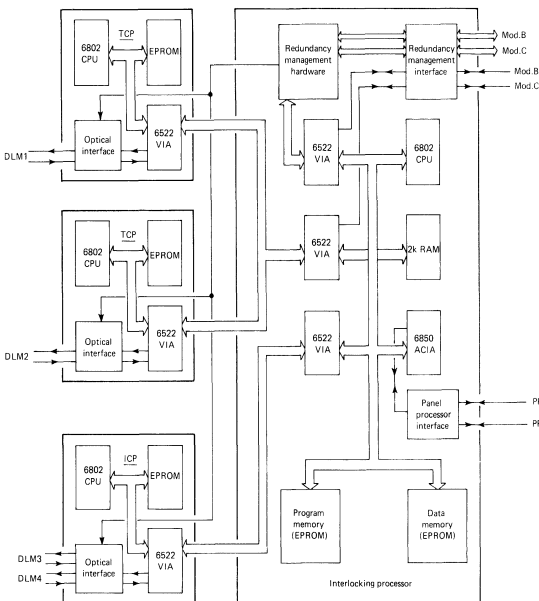 TCP
6802
CPU
EPROM
Optical
interface
6522
VIA
DLM1
TCP
6802
CPU
EPROM
Optical
interface
6522
VIA
DLM2
ICP
6802
CPU
EPROM
Optical
interface
6522
VIA
DLM3
DLM4
Redundancy
management
hardware
Redundancy
management
interface
Mod.B
Mod.C
Mod.B
Mod.C
6522
VIA
6802
CPU
6522
VIA
2k RAM
6522
VIA
6850
ACIA
Panel
processor
interface
Program
memory
(EPROM)
Data
memory
(EPROM)
Interlocking processor